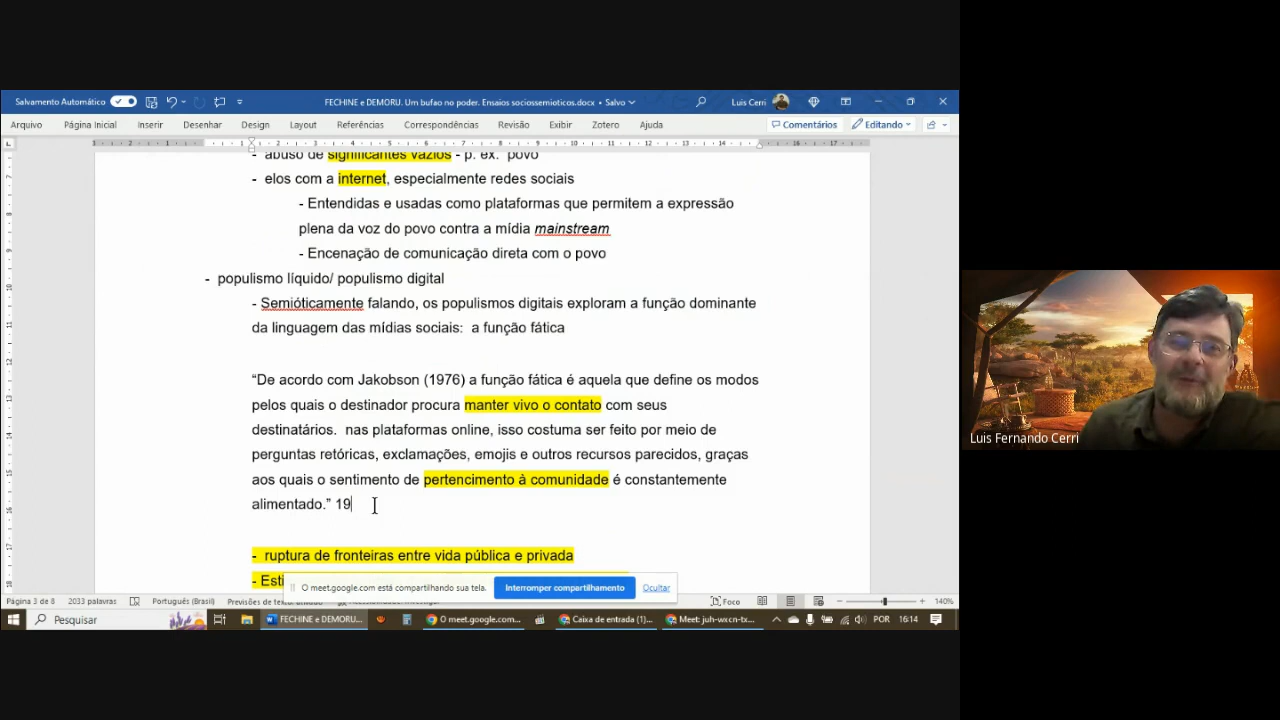 Salvamento Automático
FECHINE e DEMORU. Um bufao no poder. Ensaios sociossemioticos.docx • Salvo
Luis Cerri
Arquivo Página Inicial Inserir Desenhar Design Layout Referências Correspondências Revisão Exibir Zotero Ajuda Comentários Editando
- abuso de significantes vazios - p. ex. povo
- elos com a internet, especialmente redes sociais
- Entendidas e usadas como plataformas que permitem a expressão
plena da voz do povo contra a mídia mainstream
- Encenação de comunicação direta com o povo
- populismo líquido/ populismo digital
- Semióticamente falando, os populismos digitais exploram a função dominante
da linguagem das mídias sociais: a função fática
“De acordo com Jakobson (1976) a função fática é aquela que define os modos
pelos quais o destinador procura manter vivo o contato com seus
destinatários. nas plataformas online, isso costuma ser feito por meio de
perguntas retóricas, exclamações, emojis e outros recursos parecidos, graças
aos quais o sentimento de pertencimento à comunidade é constantemente
alimentado.” 19
- ruptura de fronteiras entre vida pública e privada
- Esti
O meet.google.com está compartilhando sua tela. Interromper compartilhamento Ocultar
Página 3 de 8 2033 palavras Português (Brasil) Previsões de texto: Foco 140%
Pesquisar FECHINE e DEMORU... O meet.google.com... Caixa de entrada (1)... Meet: juh-wxcn-tx... POR 16:14
Luis Fernando Cerri